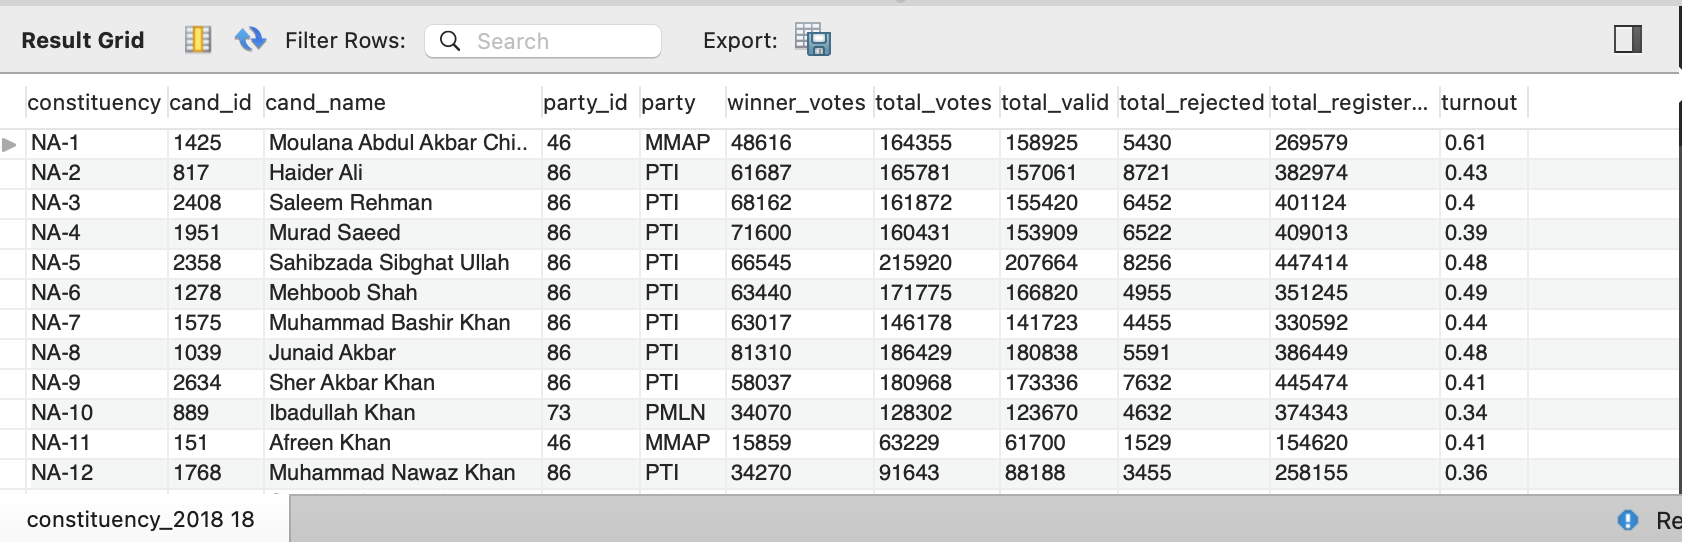 Result Grid Filter Rows: Search Export:
constituency cand_id cand_name party_id party winner_votes total_votes total_valid total_rejected total_register... turnout
NA-1 1425 Moulana Abdul Akbar Chi.. 46 MMAP 48616 164355 158925 5430 269579 0.61
NA-2 817 Haider Ali 86 PTI 61687 165781 157061 8721 382974 0.43
NA-3 2408 Saleem Rehman 86 PTI 68162 161872 155420 6452 401124 0.4
NA-4 1951 Murad Saeed 86 PTI 71600 160431 153909 6522 409013 0.39
NA-5 2358 Sahibzada Sibghat Ullah 86 PTI 66545 215920 207664 8256 447414 0.48
NA-6 1278 Mehboob Shah 86 PTI 63440 171775 166820 4955 351245 0.49
NA-7 1575 Muhammad Bashir Khan 86 PTI 63017 146178 141723 4455 330592 0.44
NA-8 1039 Junaid Akbar 86 PTI 81310 186429 180838 5591 386449 0.48
NA-9 2634 Sher Akbar Khan 86 PTI 58037 180968 173336 7632 445474 0.41
NA-10 889 Ibadullah Khan 73 PMLN 34070 128302 123670 4632 374343 0.34
NA-11 151 Afreen Khan 46 MMAP 15859 63229 61700 1529 154620 0.41
NA-12 1768 Muhammad Nawaz Khan 86 PTI 34270 91643 88188 3455 258155 0.36
constituency_2018 18 Re